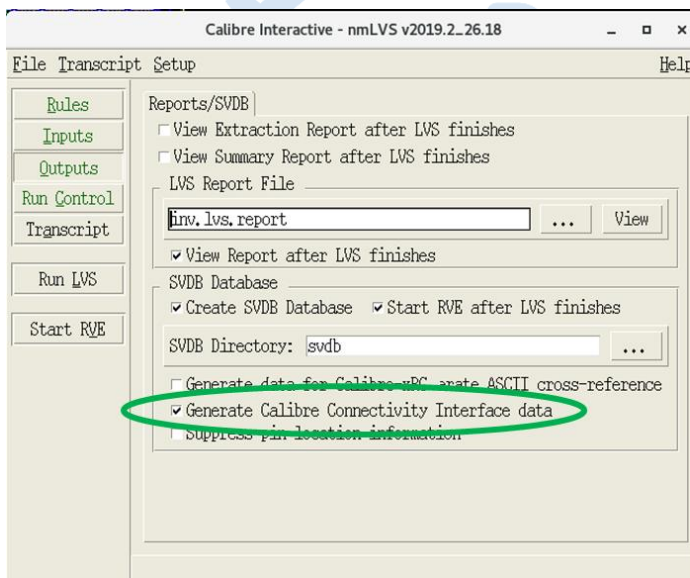 Calibre Interactive - nmLVS v2019.2_26.18
File Transcript Setup Help
Rules
Inputs
Outputs
Run Control
Transcript
Run LVS
Start RVE
Reports/SVDB
View Extraction Report after LVS finishes
View Summary Report after LVS finishes
LVS Report File
inv.lvs.report ... View
View Report after LVS finishes
SVDB Database
Create SVDB Database Start RVE after LVS finishes
SVDB Directory: svdb ...
Generate data for Calibre-xRC arate ASCII cross-reference
Generate Calibre Connectivity Interface data
Suppress pin location information